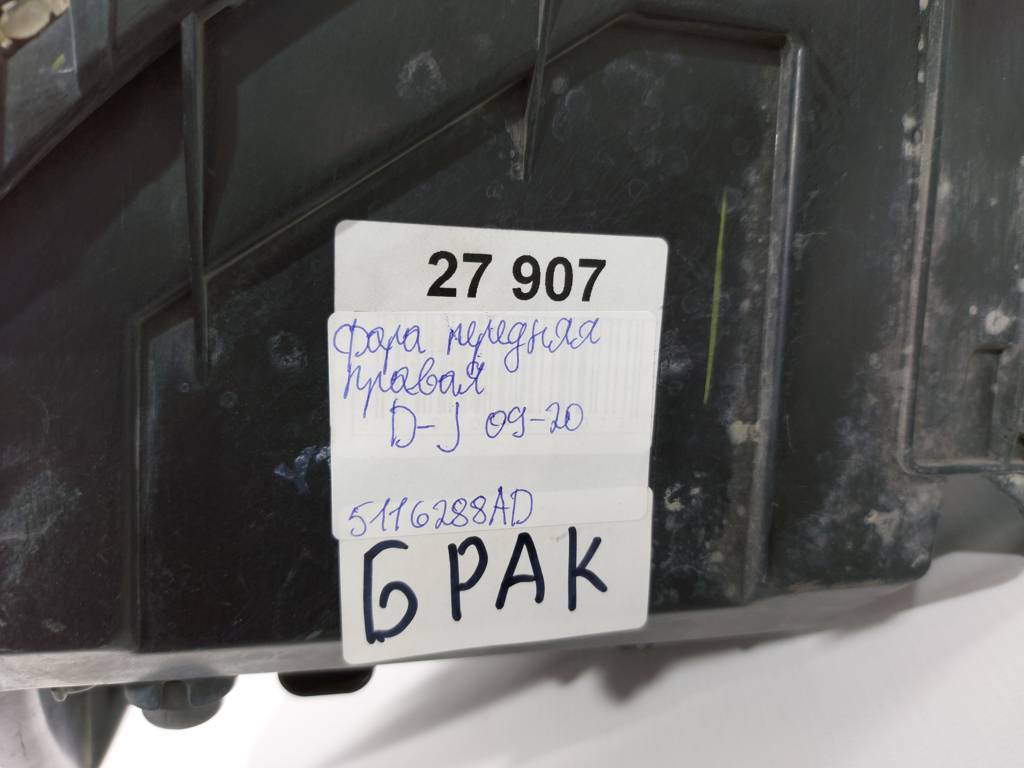 27 907
Фара передняя
правая
D-J 09-20
5116288AD
БРАК